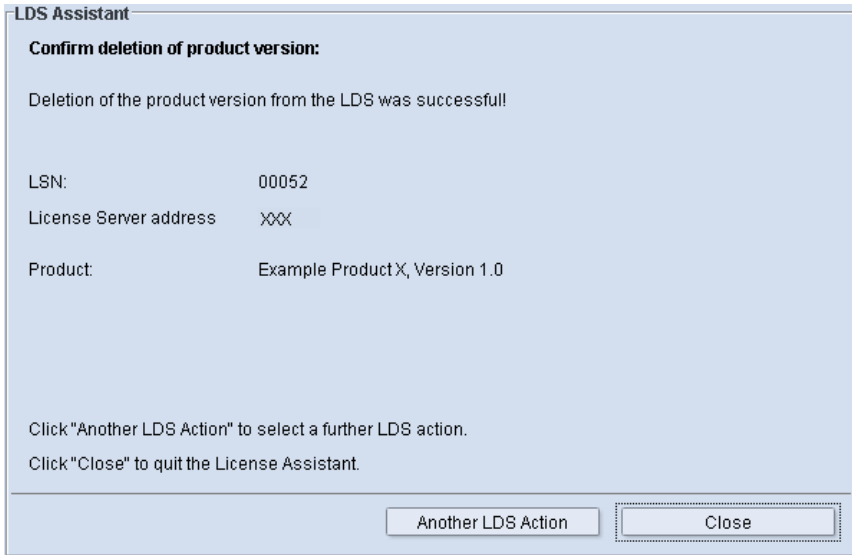 LDS Assistant
Confirm deletion of product version:
Deletion of the product version from the LDS was successful!
LSN: 00052
License Server address XXX
Product: Example Product X, Version 1.0
Click "Another LDS Action" to select a further LDS action.
Click "Close" to quit the License Assistant.
Another LDS Action Close